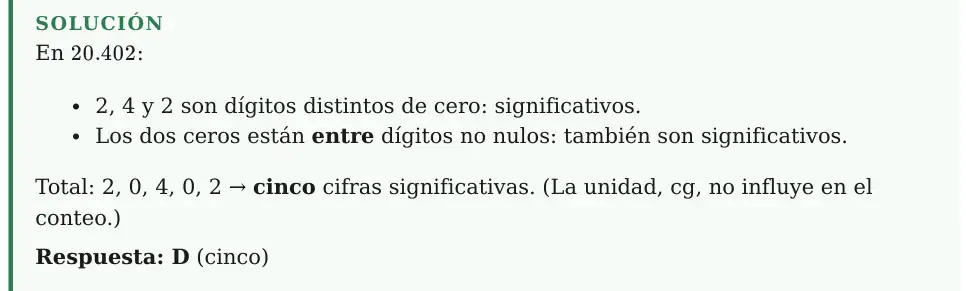 SOLUCIÓN
En 20.402:
• 2, 4 y 2 son dígitos distintos de cero: significativos.
• Los dos ceros están entre dígitos no nulos: también son significativos.
Total: 2, 0, 4, 0, 2 → cinco cifras significativas. (La unidad, cg, no influye en el
conteo.)
Respuesta: D (cinco)